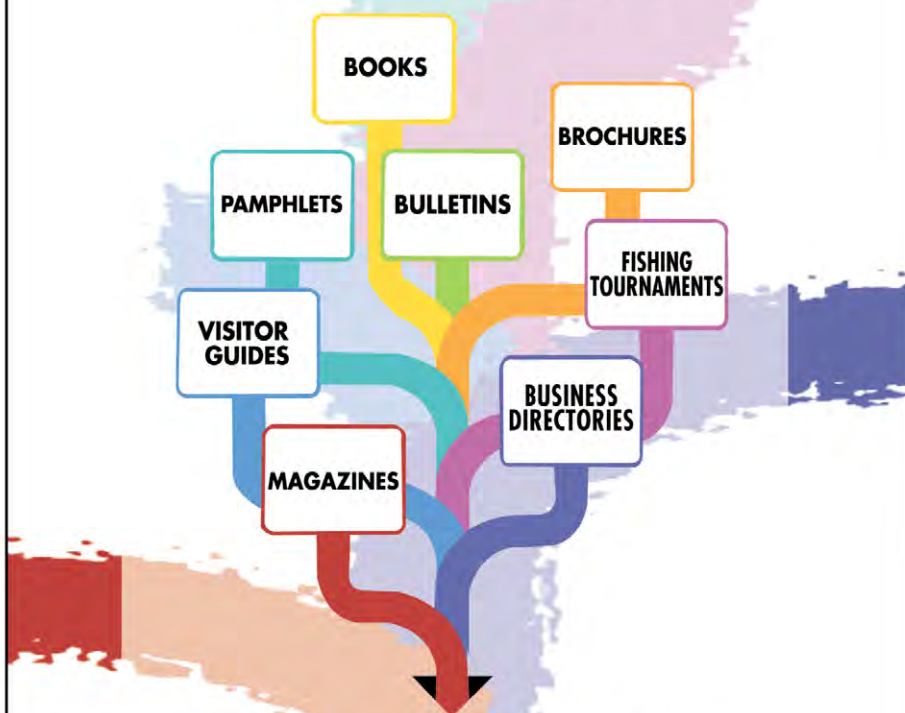 BOOKS
BROCHURES
PAMPHLETS
BULLETINS
FISHING
TOURNAMENTS
VISITOR
GUIDES
BUSINESS
DIRECTORIES
MAGAZINES